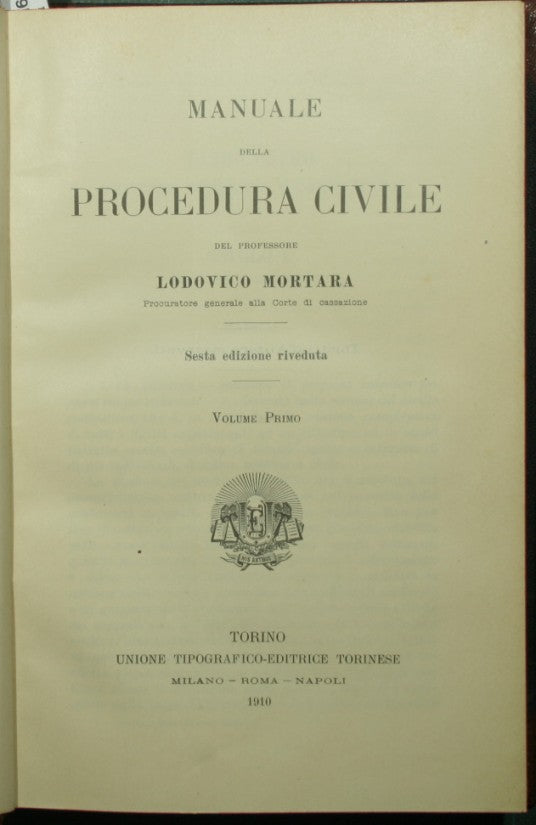 MANUALE
DELLA
PROCEDURA CIVILE
DEL PROFESSORE
LODOVICO MORTARA
Procuratore generale alla Corte di cassazione
Sesta edizione riveduta
VOLUME PRIMO
TORINO
UNIONE TIPOGRAFICO-EDITRICE TORINESE
MILANO – ROMA – NAPOLI
1910